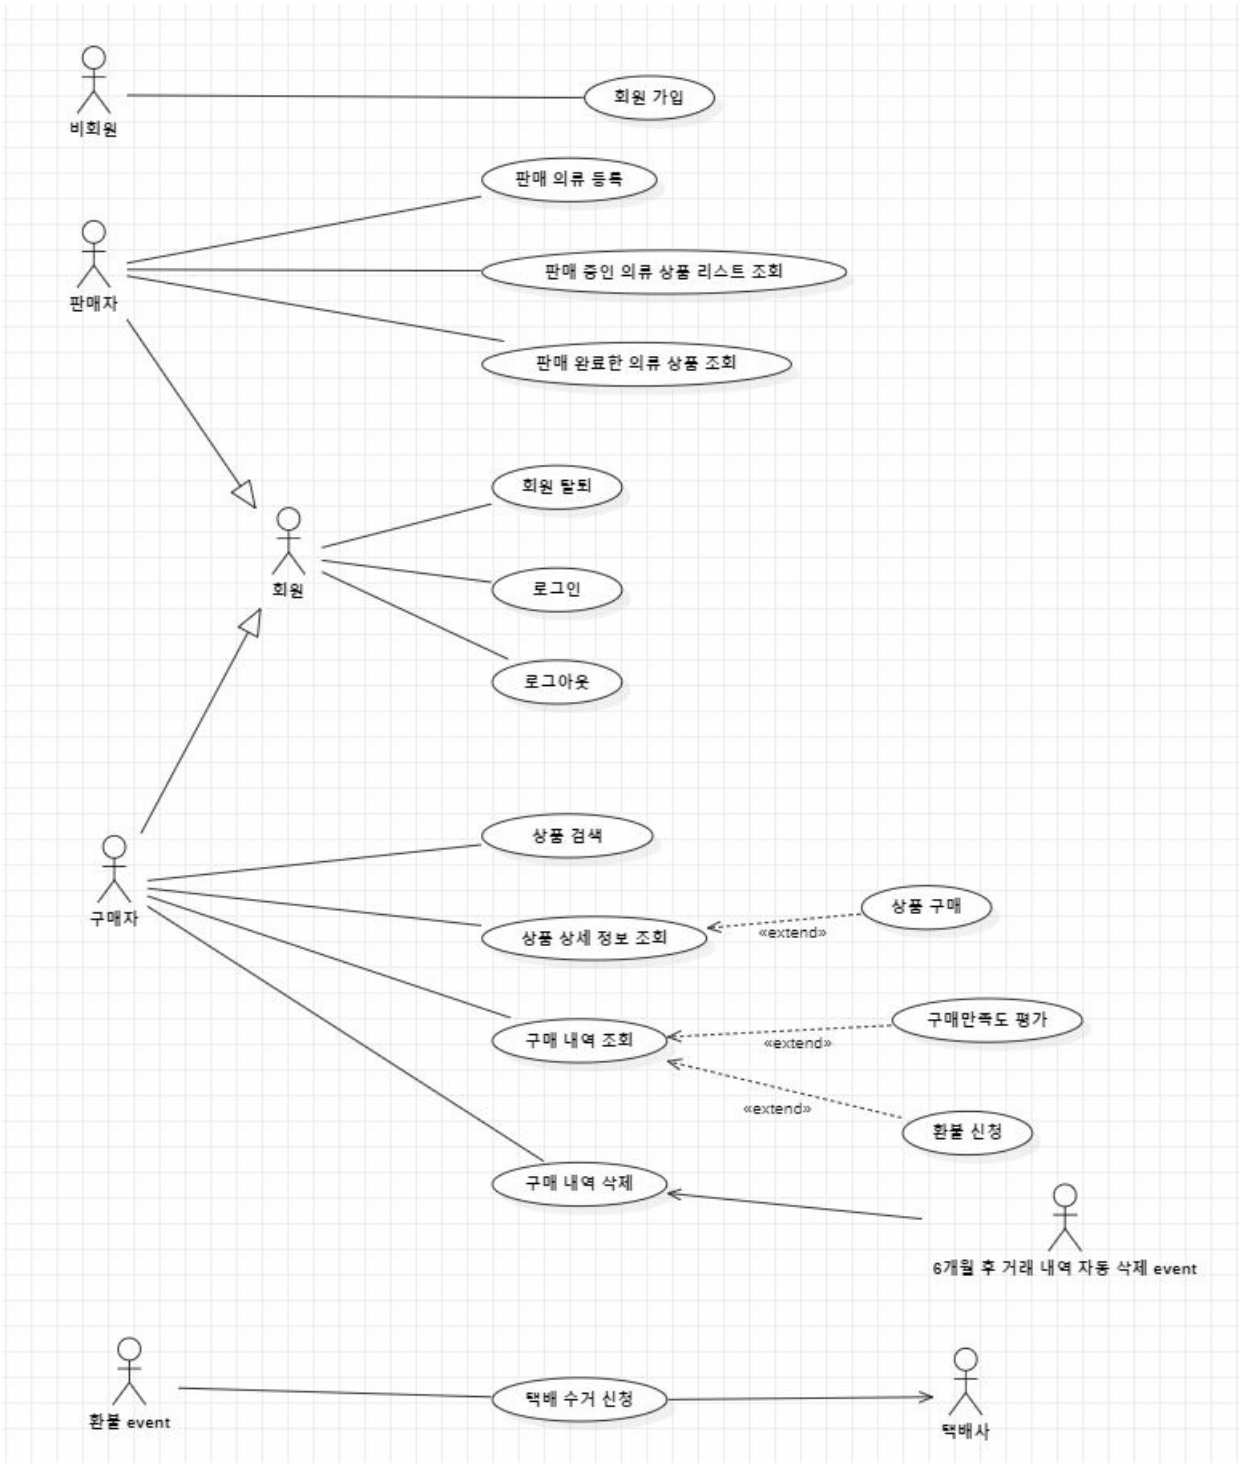 회원 가입
비회원
판매 의류 등록
판매 중인 의류 상품 리스트 조회
판매자
판매 완료한 의류 상품 조회
회원 탈퇴
로그인
회원
로그아웃
상품 검색
상품 구매
구매자
상품 상세 정보 조회
«extend»
구매만족도 평가
구매 내역 조회
«extend»
«extend»
환불 신청
구매 내역 삭제
6개월 후 거래 내역 자동 삭제 event
택배 수거 신청
환불 event
택배사